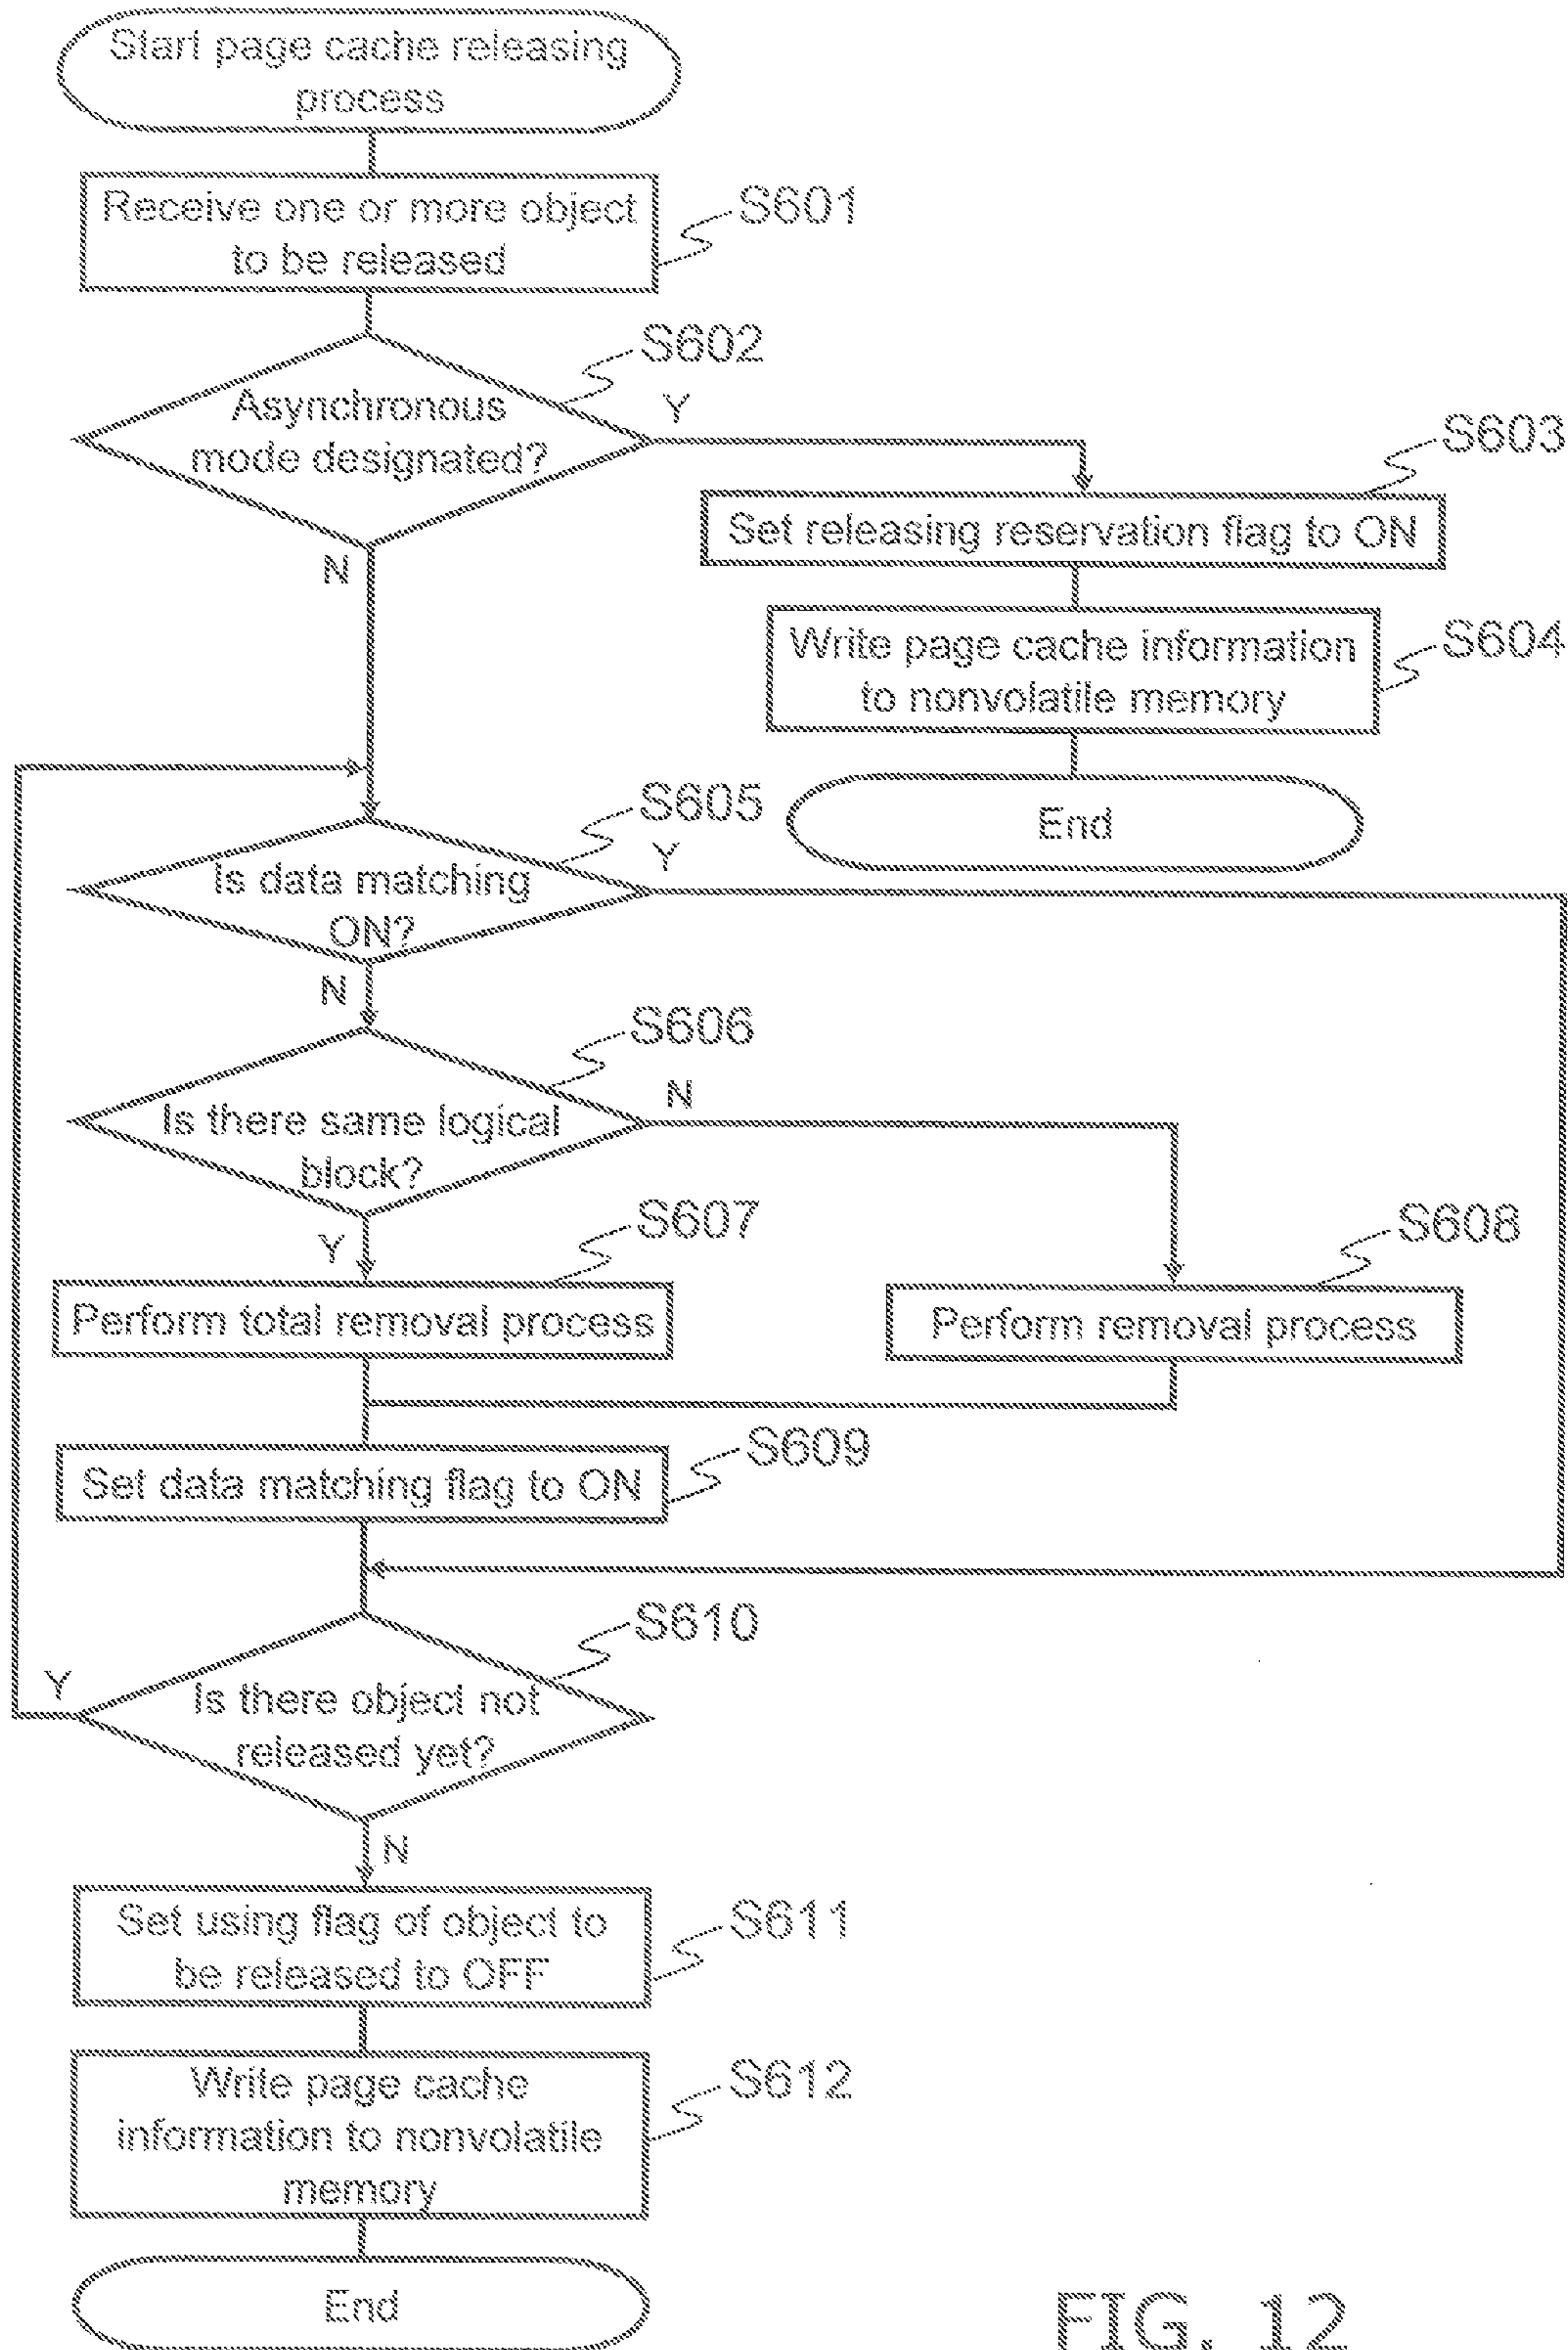 Start page cache releasing
process
Receive one or more object
to be released
S601
S602
Asynchronous
mode designated?
Y
N
S603
Set releasing reservation flag to ON
Write page cache information
to nonvolatile memory
S604
End
S605
Is data matching
ON?
Y
N
S606
Is there same logical
block?
N
Y
S607
Perform total removal process
S608
Perform removal process
S609
Set data matching flag to ON
S610
Is there object not
released yet?
Y
N
Set using flag of object to
be released to OFF
S611
Write page cache
information to nonvolatile
memory
S612
End
FIG. 12